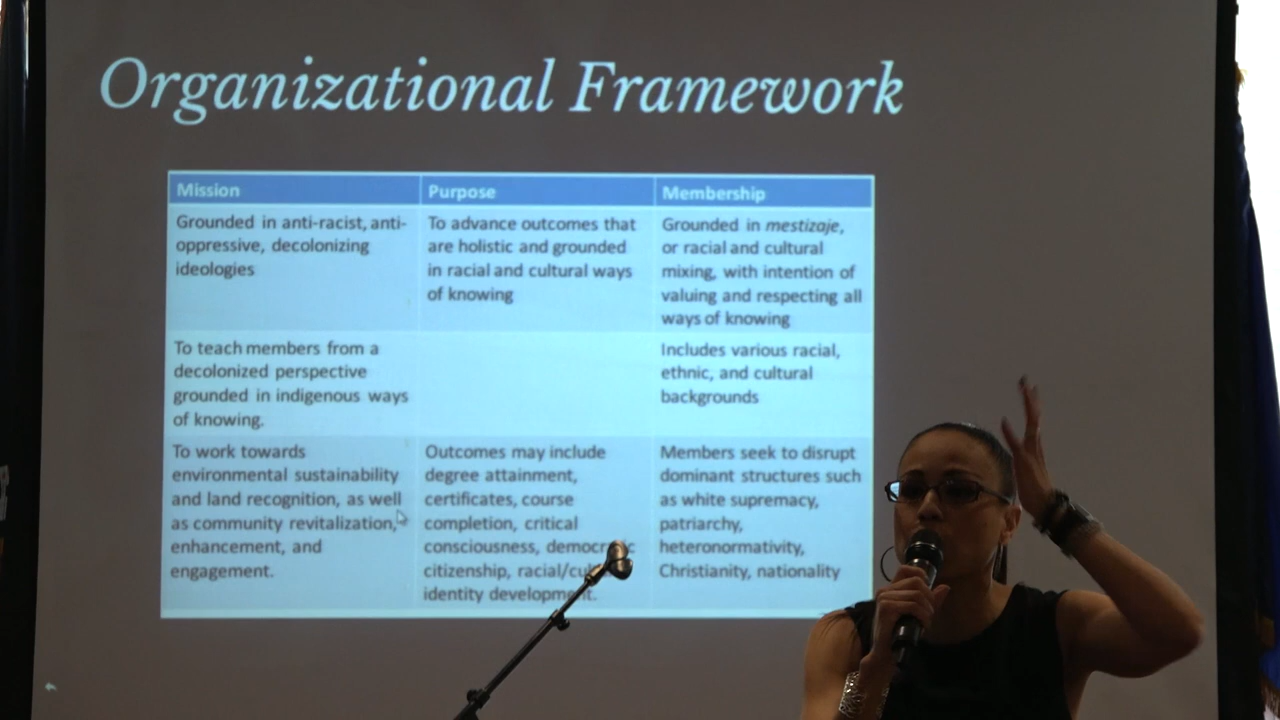 Organizational Framework
Mission
Purpose
Membership
Grounded in anti-racist, anti-
oppressive, decolonizing
ideologies
To advance outcomes that
are holistic and grounded
in racial and cultural ways
of knowing
Grounded in mestizaje,
or racial and cultural
mixing, with intention of
valuing and respecting all
ways of knowing
To teach members from a
decolonized perspective
grounded in indigenous ways
of knowing.
Includes various racial,
ethnic, and cultural
backgrounds
To work towards
environmental sustainability
and land recognition, as well
as community revitalization,
enhancement, and
engagement.
Outcomes may include
degree attainment,
certificates, course
completion, critical
consciousness, democratic
citizenship,
identity development.
Members seek to disrupt
dominant structures such
as white supremacy,
patriarchy,
heteronormativity,
Christianity, nationality